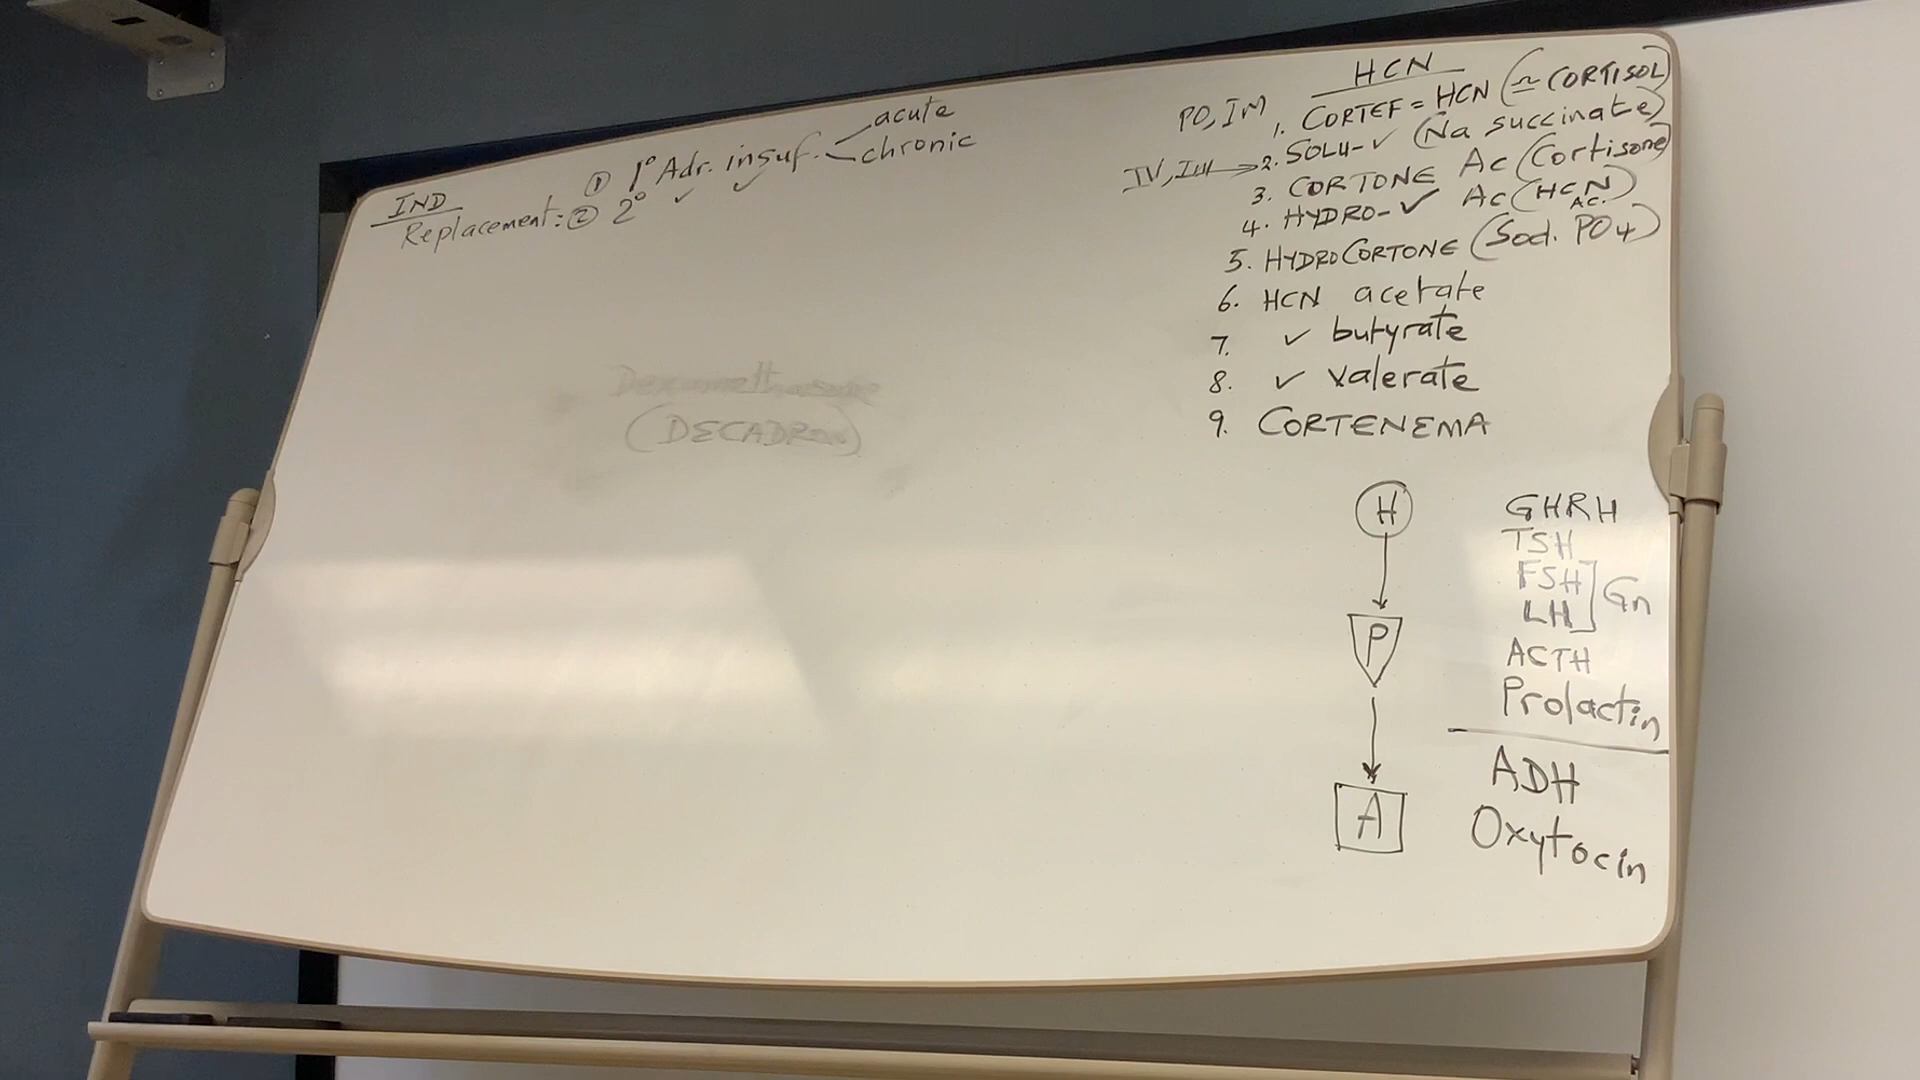 IND
Replacement: ① 1° Adr. insuf. acute
chronic
② 2° ✓ ✓
(DECADRON)
HCN
PO, IM 1. CORTEF = HCN (≃ CORTISOL)
IV, IM → 2. SOLU- ✓ (Na succinate)
3. CORTONE Ac (Cortisone)
4. HYDRO- ✓ Ac (HCN AC.)
5. HYDROCORTONE (Sod. PO4)
6. HCN acetate
7. ✓ butyrate
8. ✓ valerate
9. CORTENEMA
H
P
A
GHRH
TSH
FSH
LH ] Gn
ACTH
Prolactin
ADH
Oxytocin